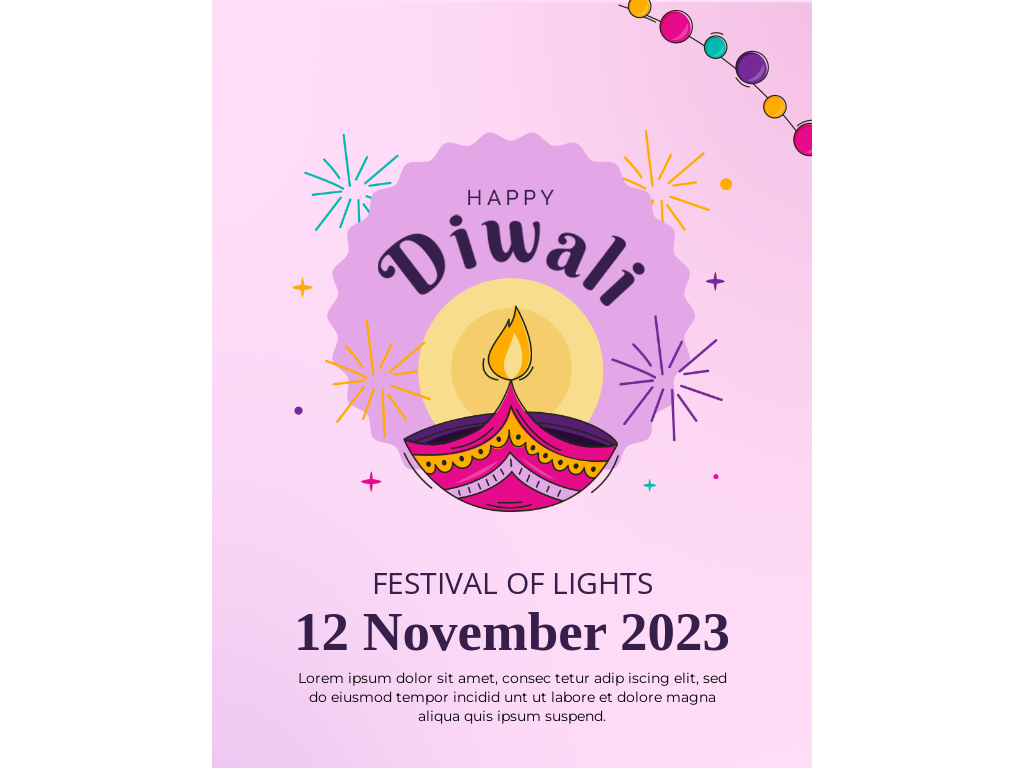 HAPPY
Diwali
FESTIVAL OF LIGHTS
12 November 2023
Lorem ipsum dolor sit amet, consec tetur adip iscing elit, sed
do eiusmod tempor incidid unt ut labore et dolore magna
aliqua quis ipsum suspend.